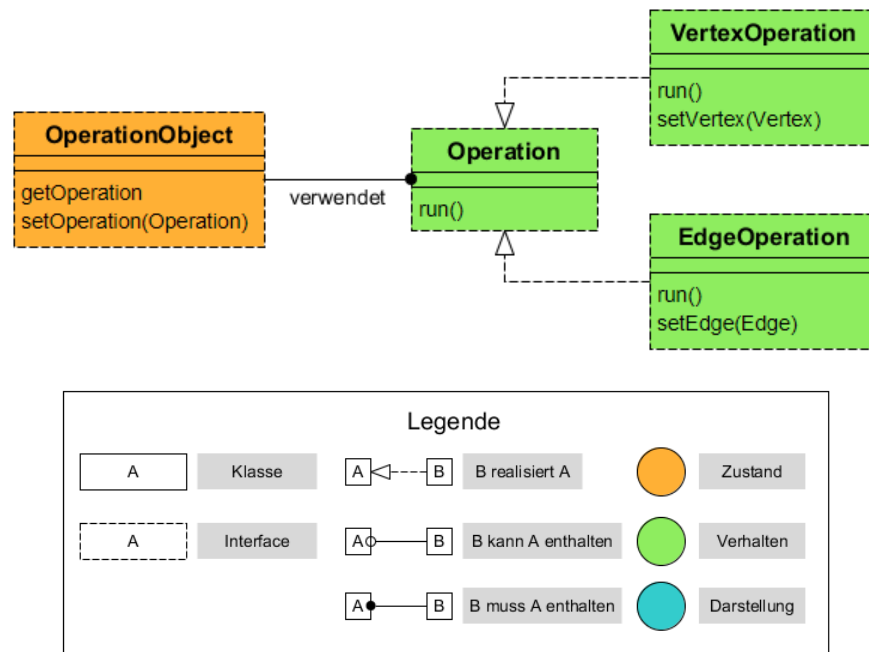 VertexOperation
run()
setVertex(Vertex)
OperationObject
getOperation
setOperation(Operation)
verwendet
Operation
run()
EdgeOperation
run()
setEdge(Edge)
Legende
A
Klasse
A
B
B realisiert A
Zustand
A
Interface
A
B
B kann A enthalten
Verhalten
A
B
B muss A enthalten
Darstellung